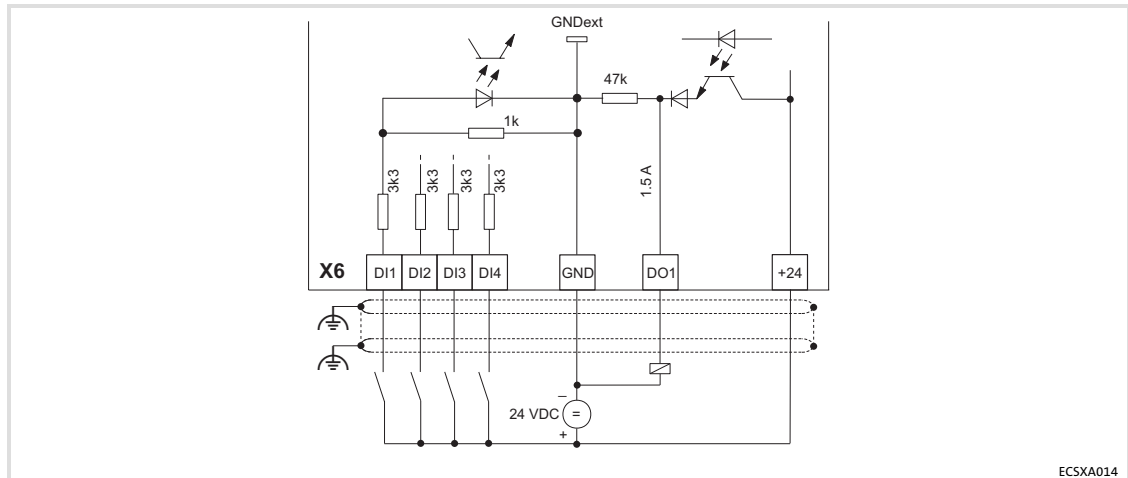 GNDext
47k
1k
3k3
3k3
3k3
3k3
1.5 A
X6
DI1
DI2
DI3
DI4
GND
DO1
+24
–
24 VDC
=
+
ECSXA014